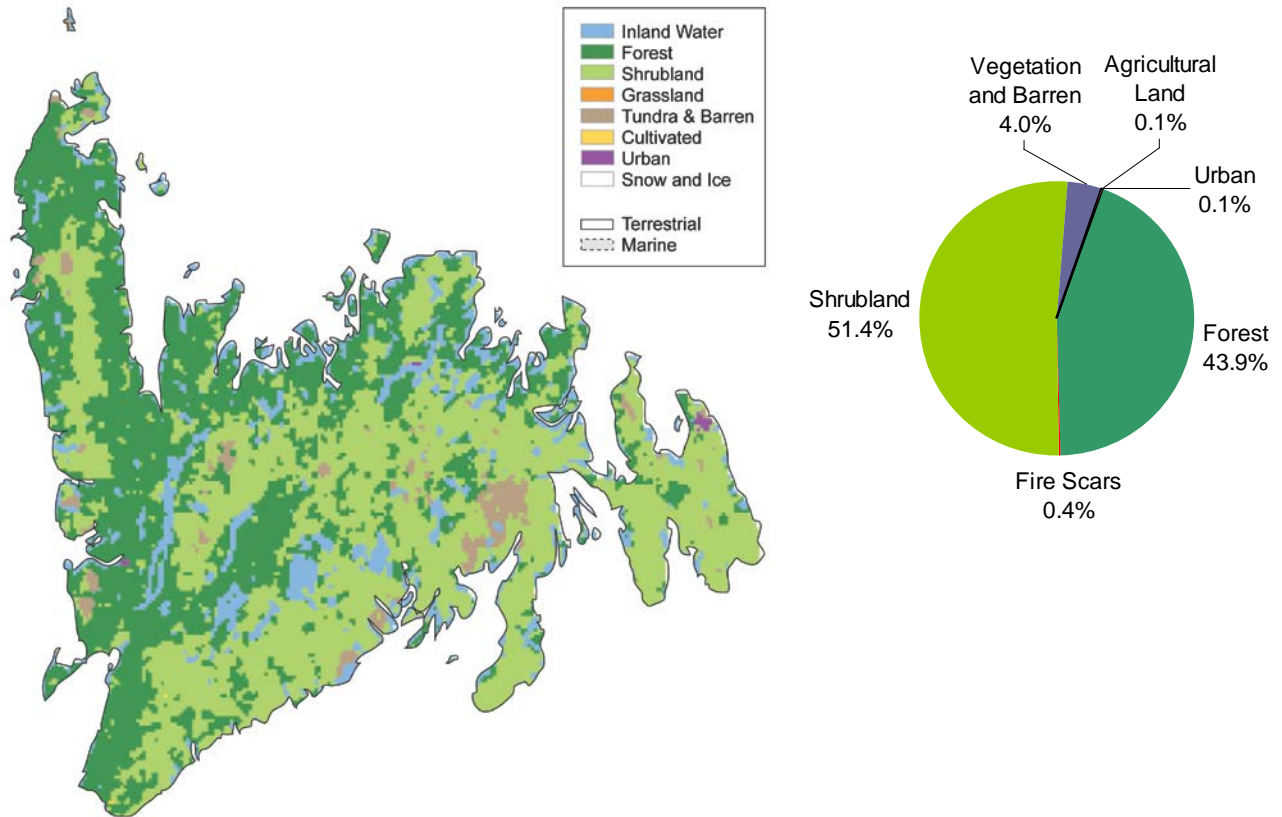 Inland Water
Forest
Shrubland
Grassland
Tundra & Barren
Cultivated
Urban
Snow and Ice
Terrestrial
Marine
Vegetation
and Barren
4.0%
Agricultural
Land
0.1%
Urban
0.1%
Shrubland
51.4%
Forest
43.9%
Fire Scars
0.4%